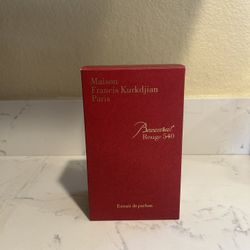 Maison
Francis Kurkdjian
Paris
Baccarat
Rouge 540
Extrait de parfum